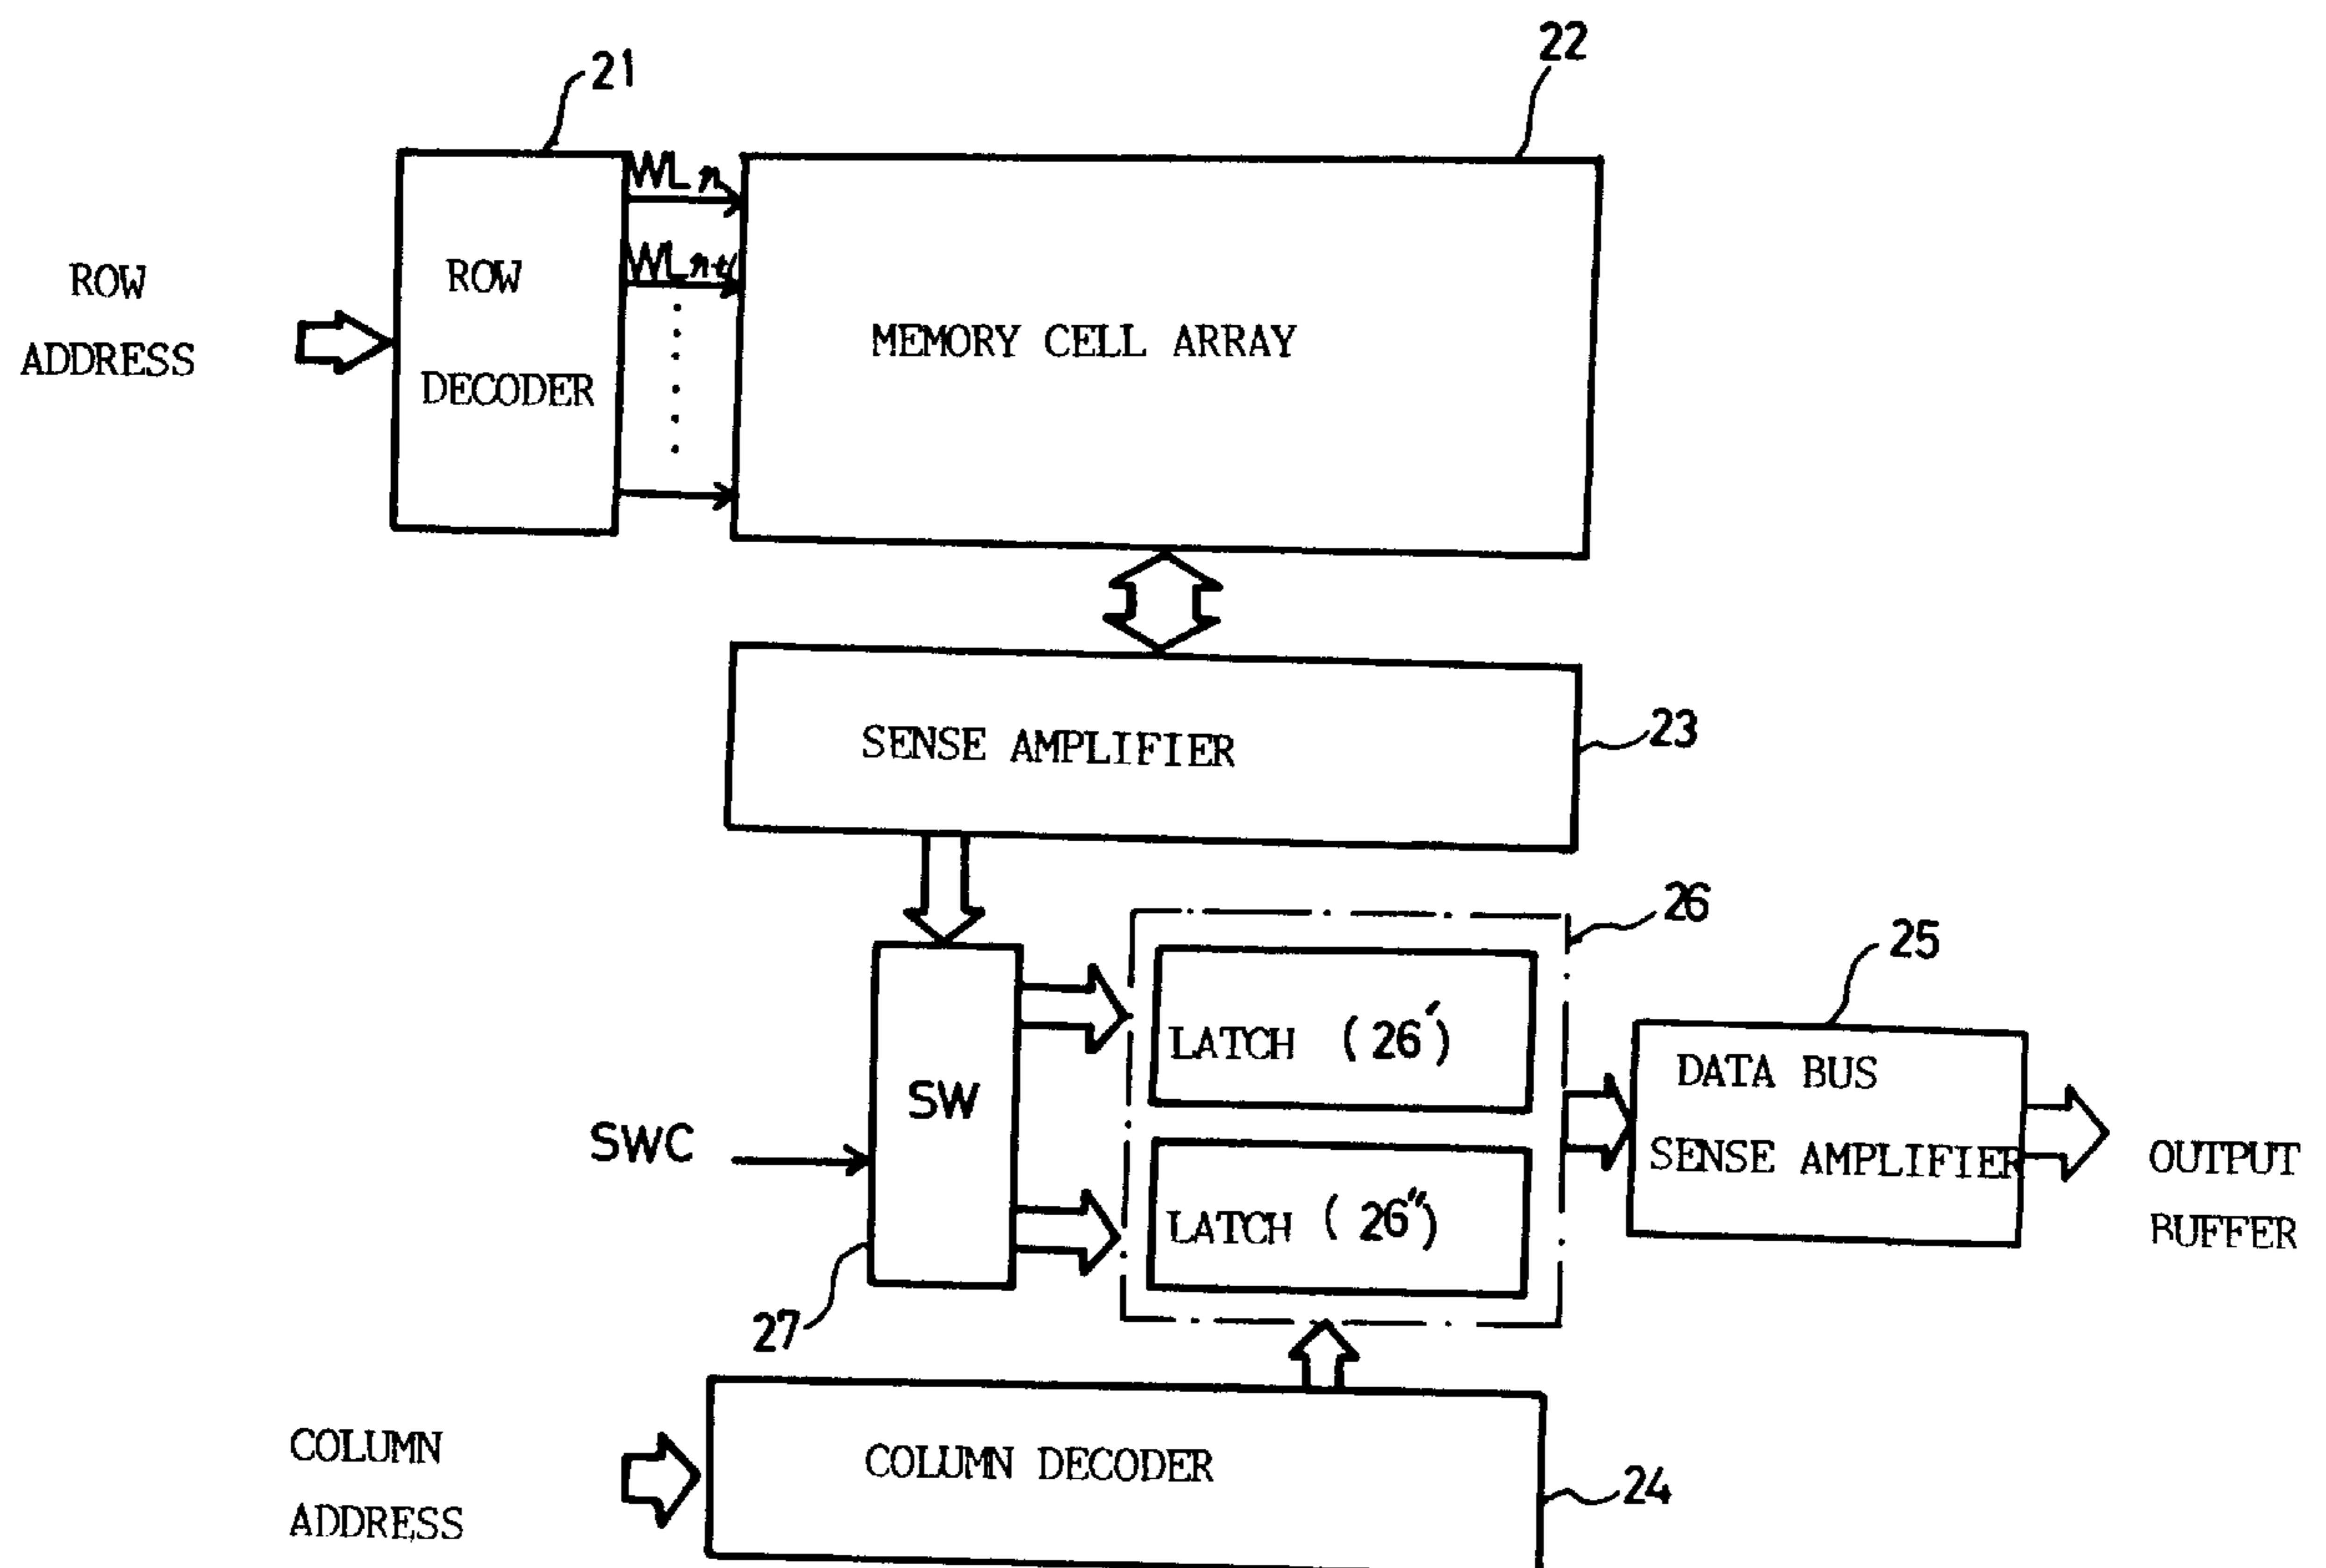 21
22
WLn
WLn+1
ROW
ADDRESS
ROW
DECODER
MEMORY CELL ARRAY
SENSE AMPLIFIER
23
26
25
LATCH (26')
SW
SWC
LATCH (26")
DATA BUS
SENSE AMPLIFIER
OUTPUT
BUFFER
27
COLUMN
ADDRESS
COLUMN DECODER
24